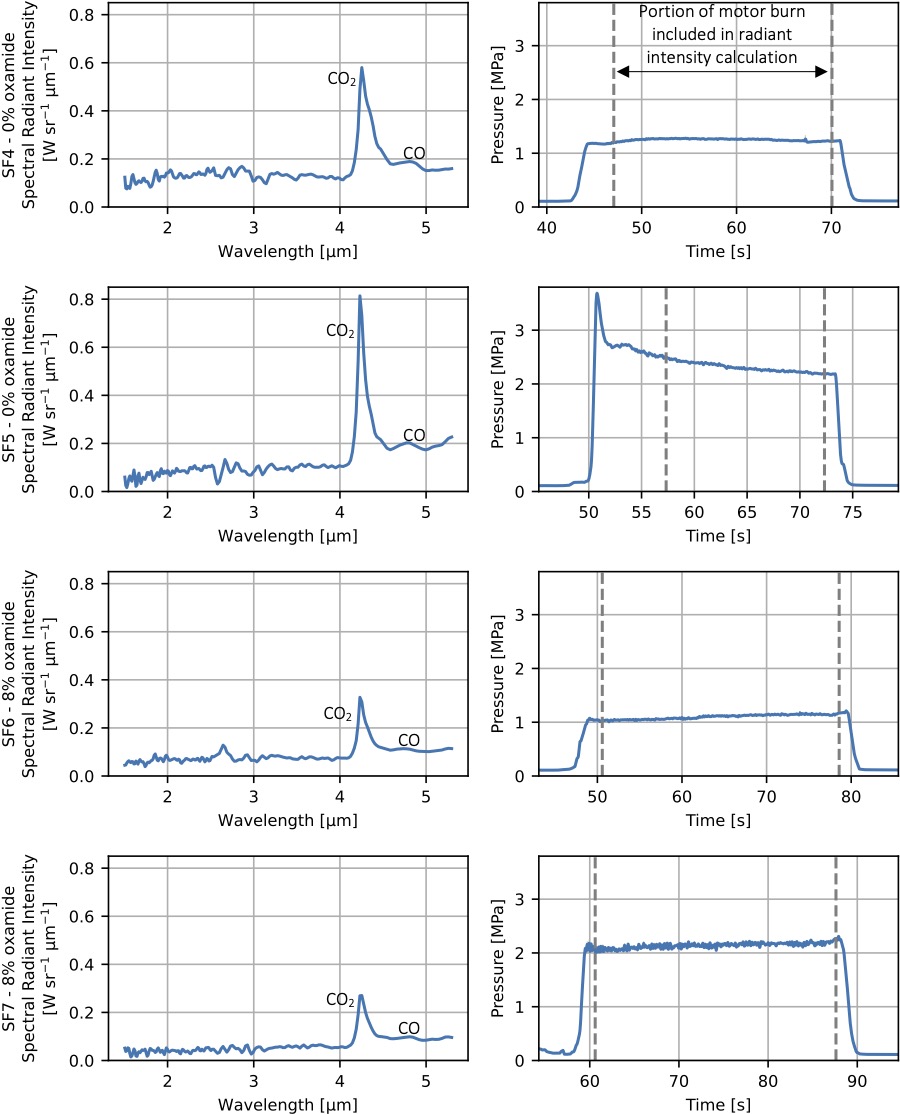 SF4 - 0% oxamide
Spectral Radiant Intensity
[W sr⁻¹ μm⁻¹]
0.8
0.6
0.4
0.2
0.0
CO₂
CO
2
3
4
5
Wavelength [μm]
Pressure [MPa]
3
2
1
0
Portion of motor burn
included in radiant
intensity calculation
40
50
60
70
Time [s]
SF5 - 0% oxamide
Spectral Radiant Intensity
[W sr⁻¹ μm⁻¹]
0.8
0.6
0.4
0.2
0.0
CO₂
CO
2
3
4
5
Wavelength [μm]
Pressure [MPa]
3
2
1
0
50
55
60
65
70
75
Time [s]
SF6 - 8% oxamide
Spectral Radiant Intensity
[W sr⁻¹ μm⁻¹]
0.8
0.6
0.4
0.2
0.0
CO₂
CO
2
3
4
5
Wavelength [μm]
Pressure [MPa]
3
2
1
0
50
60
70
80
Time [s]
SF7 - 8% oxamide
Spectral Radiant Intensity
[W sr⁻¹ μm⁻¹]
0.8
0.6
0.4
0.2
0.0
CO₂
CO
2
3
4
5
Wavelength [μm]
Pressure [MPa]
3
2
1
0
60
70
80
90
Time [s]